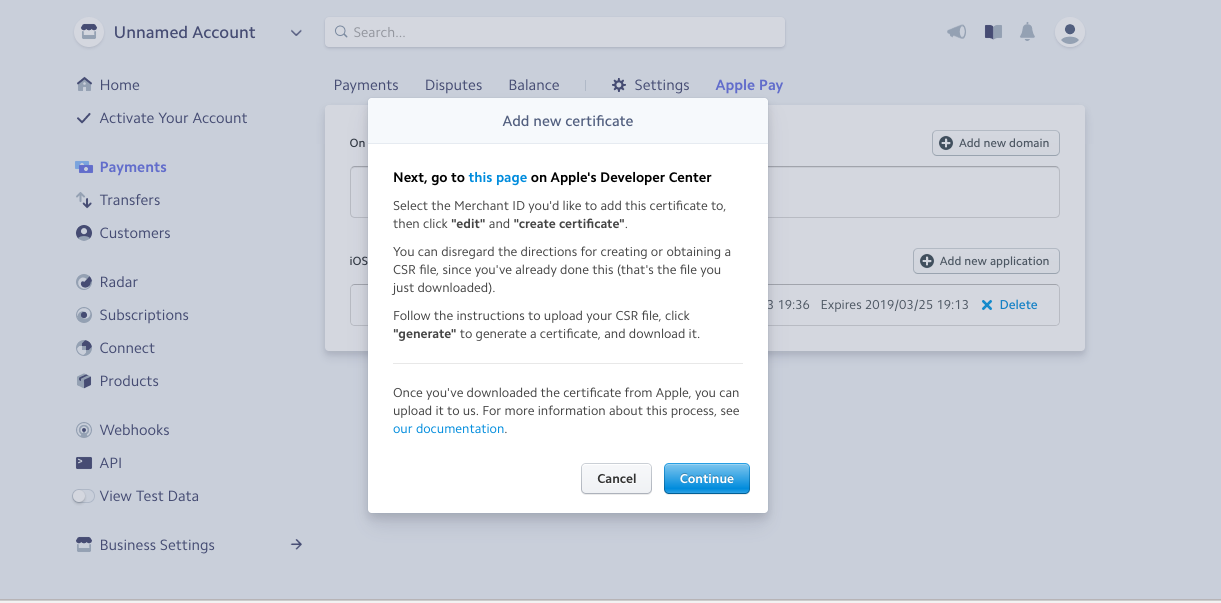 Unnamed Account
Search...
Home
Activate Your Account
Payments
Transfers
Customers
Radar
Subscriptions
Connect
Products
Webhooks
API
View Test Data
Business Settings
Payments Disputes Balance Settings Apple Pay
On
Add new domain
iOS
Add new application
19:36 Expires 2019/03/25 19:13 Delete
Add new certificate
Next, go to this page on Apple's Developer Center
Select the Merchant ID you'd like to add this certificate to,
then click "edit" and "create certificate".
You can disregard the directions for creating or obtaining a
CSR file, since you've already done this (that's the file you
just downloaded).
Follow the instructions to upload your CSR file, click
"generate" to generate a certificate, and download it.
Once you've downloaded the certificate from Apple, you can
upload it to us. For more information about this process, see
our documentation.
Cancel
Continue